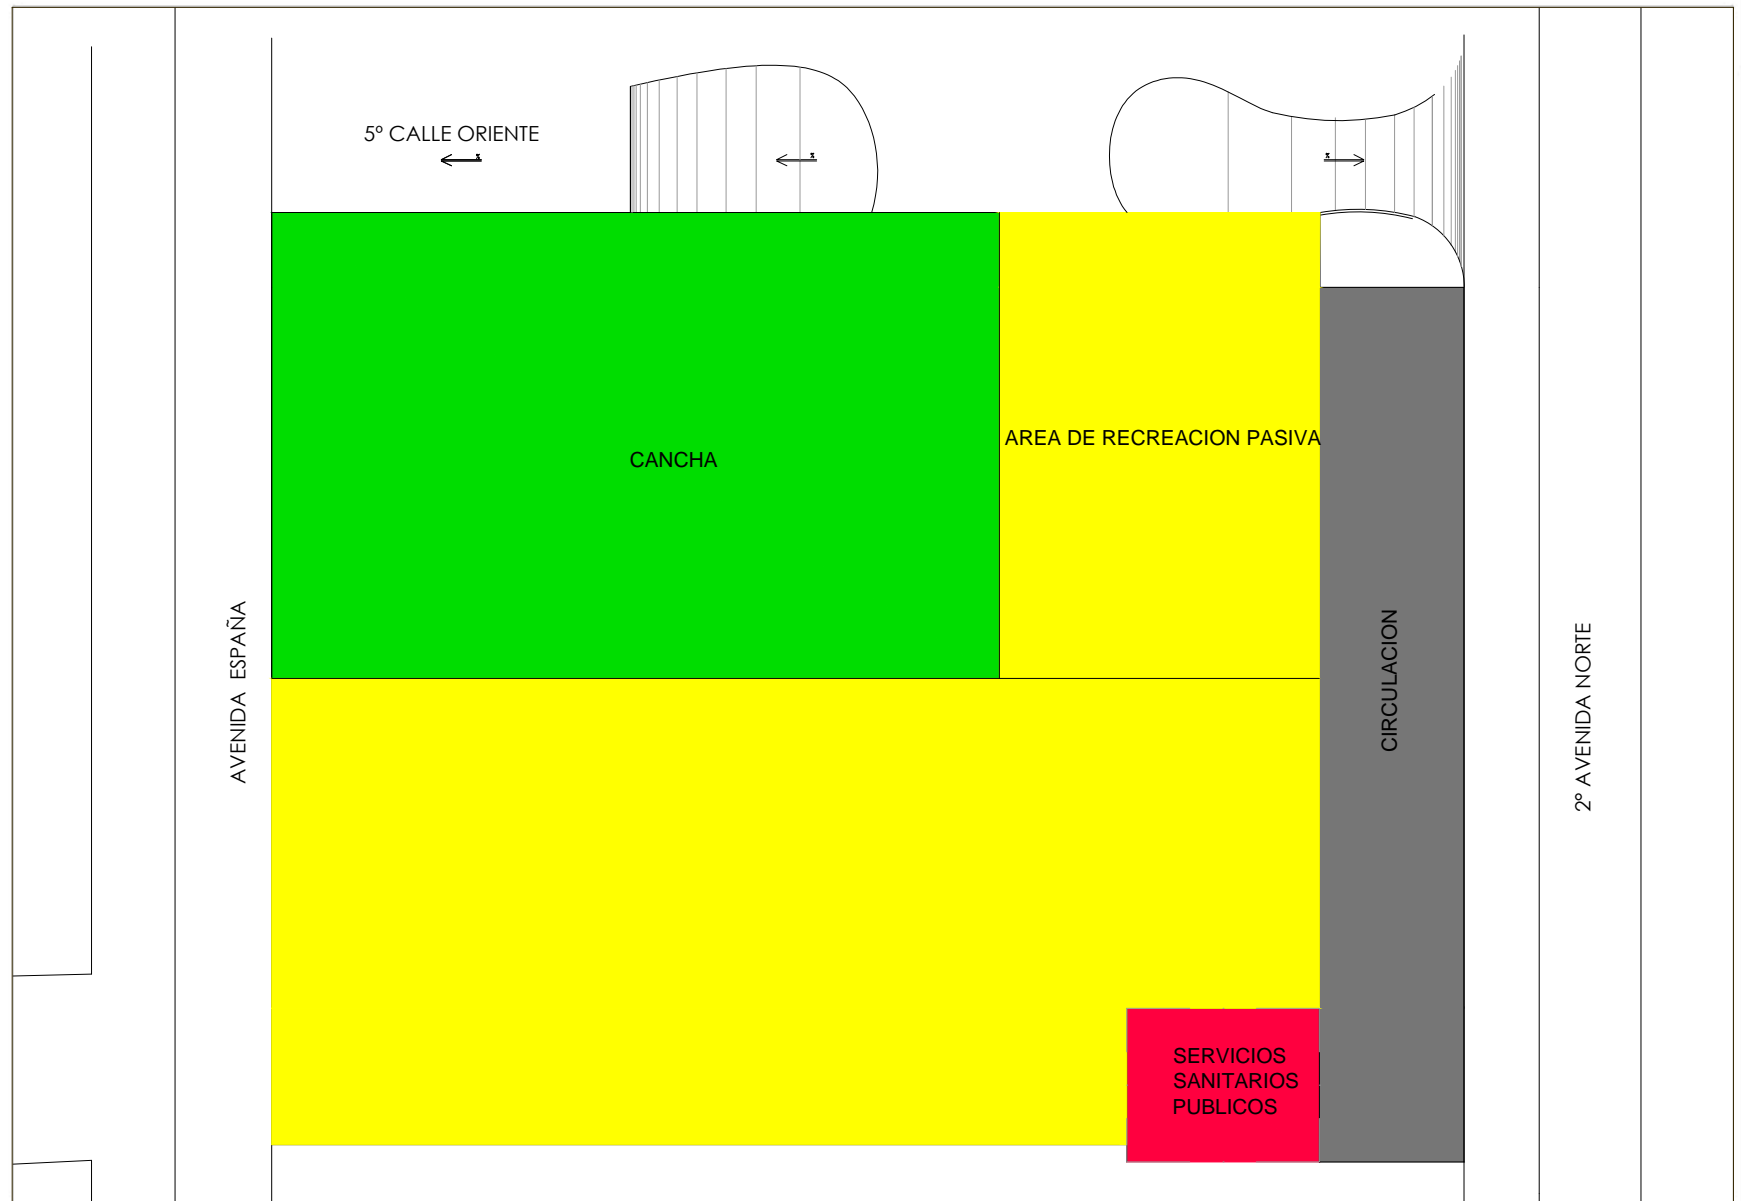 5º CALLE ORIENTE
AREA DE RECREACION PASIVA
CANCHA
AVENIDA ESPAÑA
CIRCULACION
2º AVENIDA NORTE
SERVICIOS
SANITARIOS
PUBLICOS